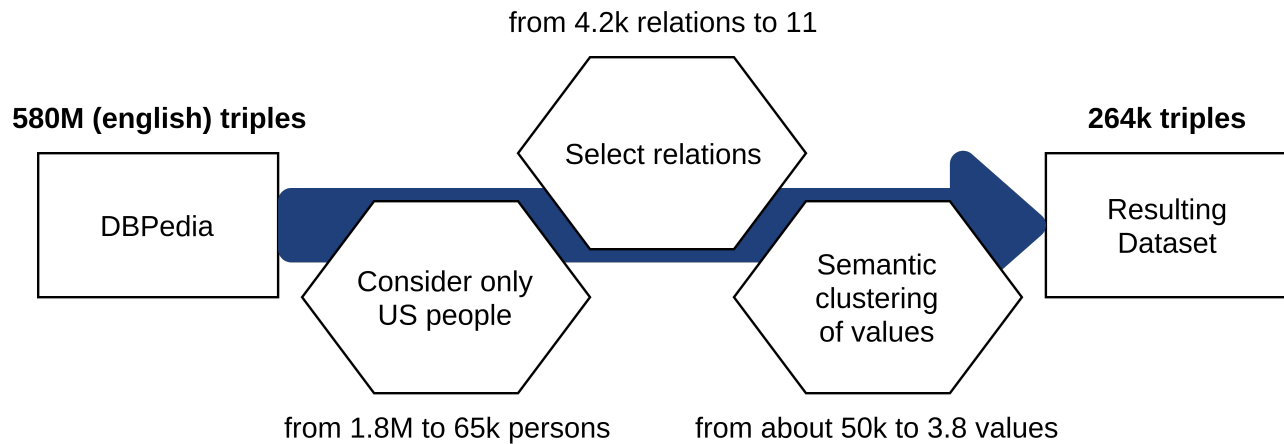 from 4.2k relations to 11
580M (english) triples
264k triples
DBPedia
Select relations
Consider only
US people
Semantic
clustering
of values
Resulting
Dataset
from 1.8M to 65k persons
from about 50k to 3.8 values